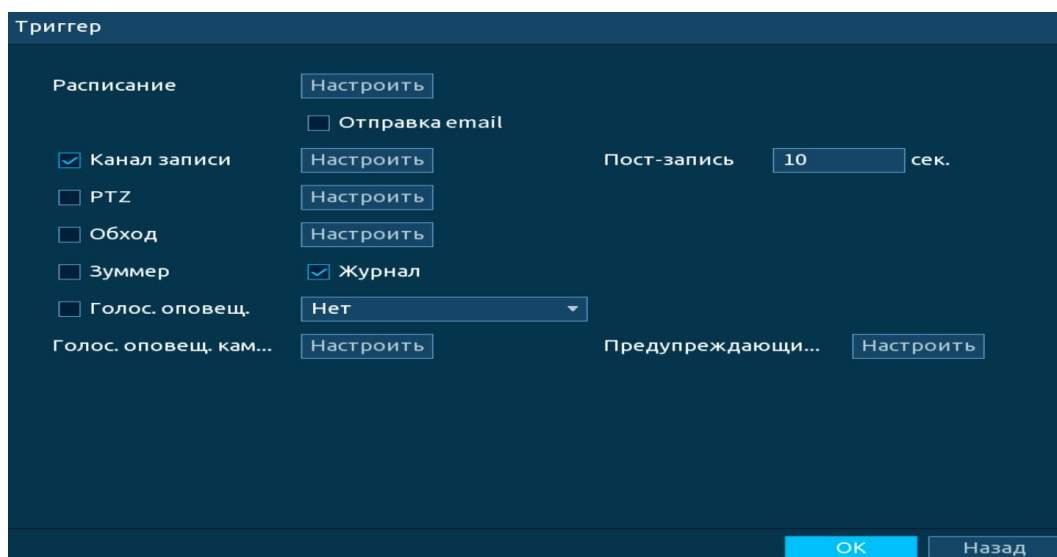 Триггер
Расписание Настроить
Отправка email
Канал записи Настроить Пост-запись 10 сек.
PTZ Настроить
Обход Настроить
Зуммер Журнал
Голос. оповещ. Нет
Голос. оповещ. кам... Настроить Предупреждающи... Настроить
OK Назад